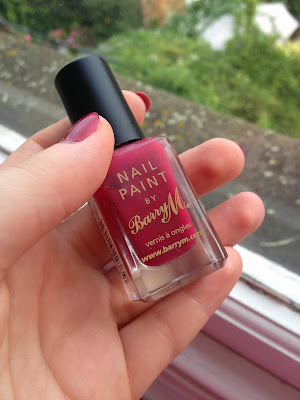 NAIL
PAINT
BY
Barry M.
vernis à ongles
www.barrym.com